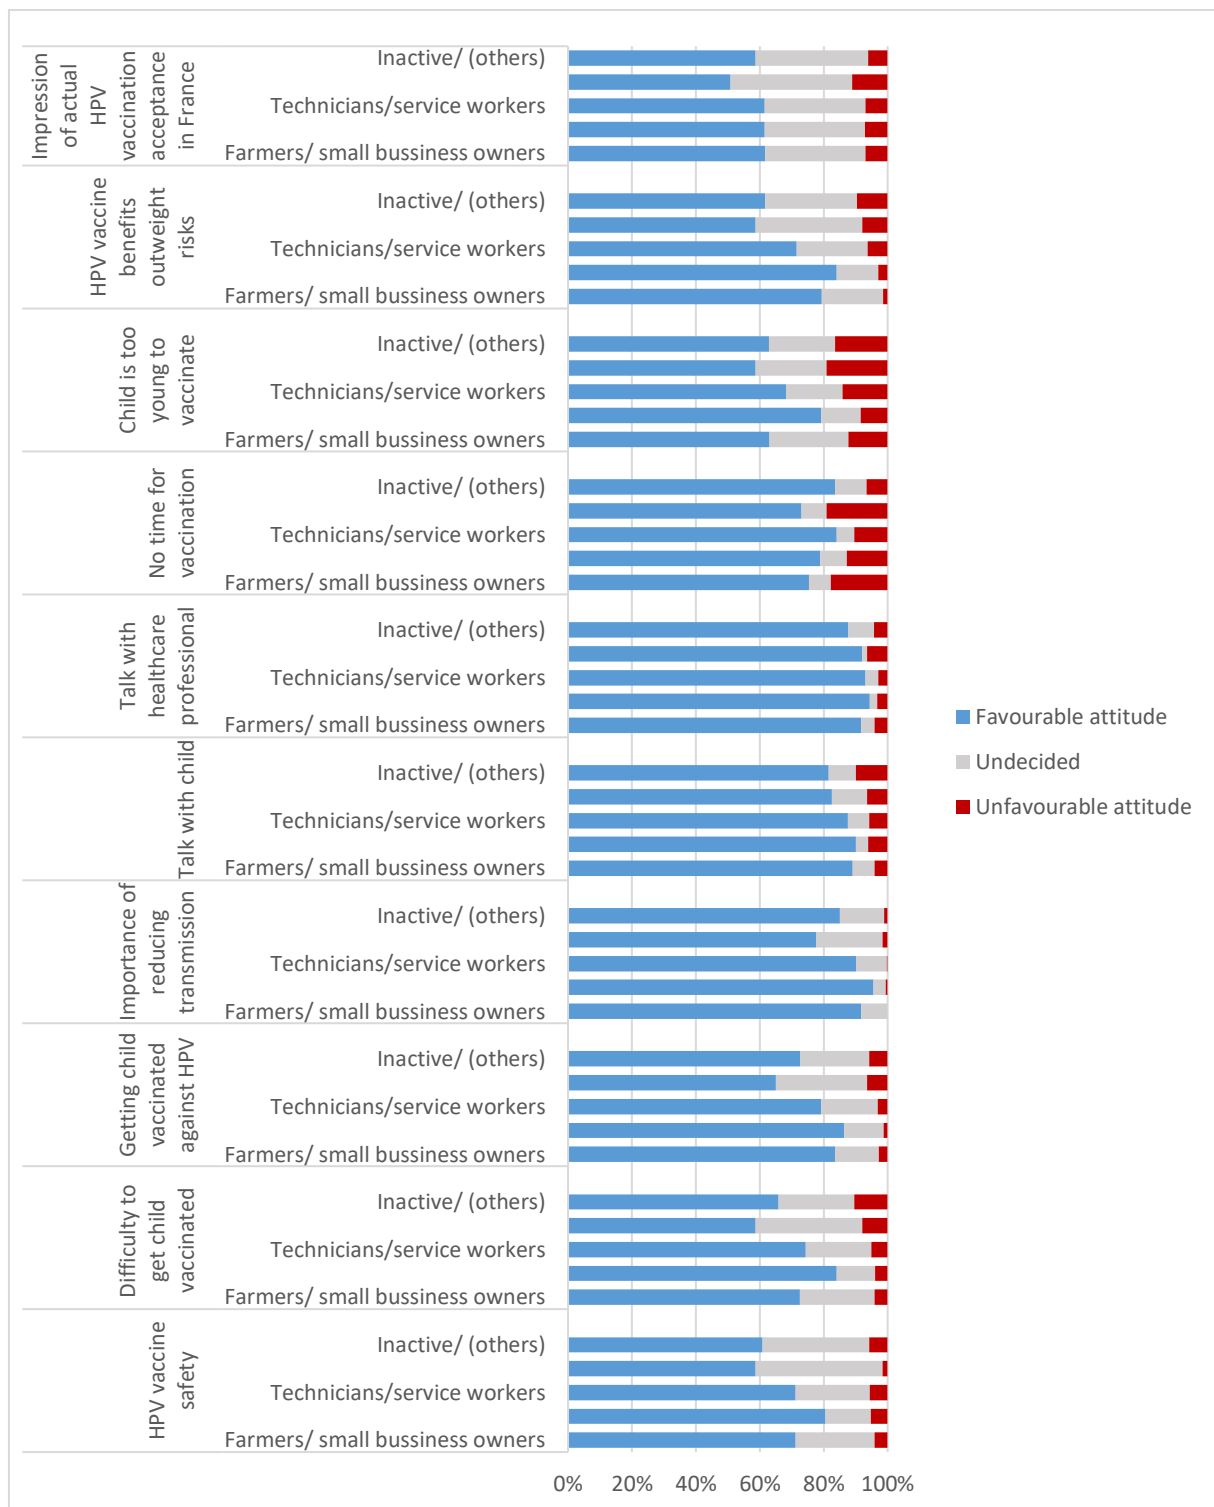 Impression
of actual
HPV
vaccination
acceptance
in France
Inactive/ (others)
Technicians/service workers
Farmers/ small bussiness owners
HPV vaccine
benefits
outweight
risks
Inactive/ (others)
Technicians/service workers
Farmers/ small bussiness owners
Child is too
young to
vaccinate
Inactive/ (others)
Technicians/service workers
Farmers/ small bussiness owners
No time for
vaccination
Inactive/ (others)
Technicians/service workers
Farmers/ small bussiness owners
Talk with
healthcare
professional
Inactive/ (others)
Technicians/service workers
Farmers/ small bussiness owners
Talk with child
Inactive/ (others)
Technicians/service workers
Farmers/ small bussiness owners
Importance of
reducing
transmission
Inactive/ (others)
Technicians/service workers
Farmers/ small bussiness owners
Getting child
vaccinated
against HPV
Inactive/ (others)
Technicians/service workers
Farmers/ small bussiness owners
Difficulty to
get child
vaccinated
Inactive/ (others)
Technicians/service workers
Farmers/ small bussiness owners
HPV vaccine
safety
Inactive/ (others)
Technicians/service workers
Farmers/ small bussiness owners
0% 20% 40% 60% 80% 100%
Favourable attitude
Undecided
Unfavourable attitude